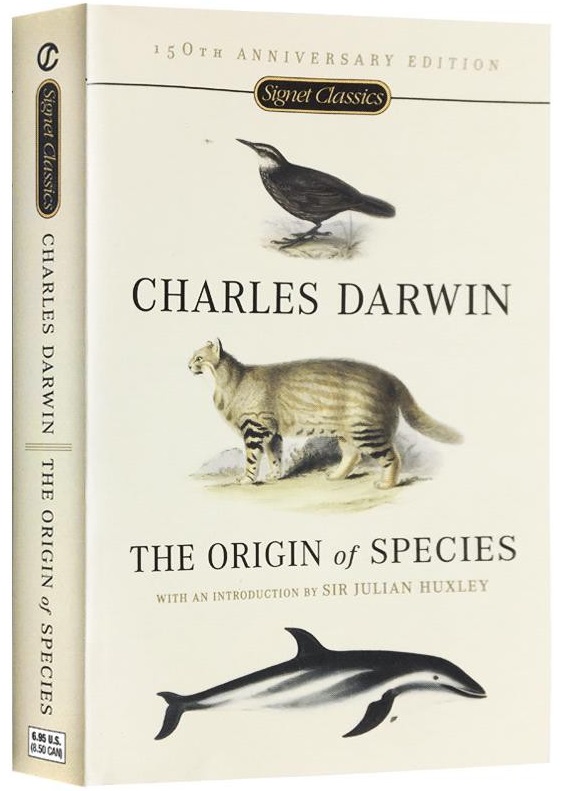 150TH ANNIVERSARY EDITION
Signet Classics
CHARLES DARWIN
THE ORIGIN of SPECIES
WITH AN INTRODUCTION BY SIR JULIAN HUXLEY
Signet Classics
CHARLES DARWIN
THE ORIGIN of SPECIES
6.95 U.S.
(8.50 CAN)